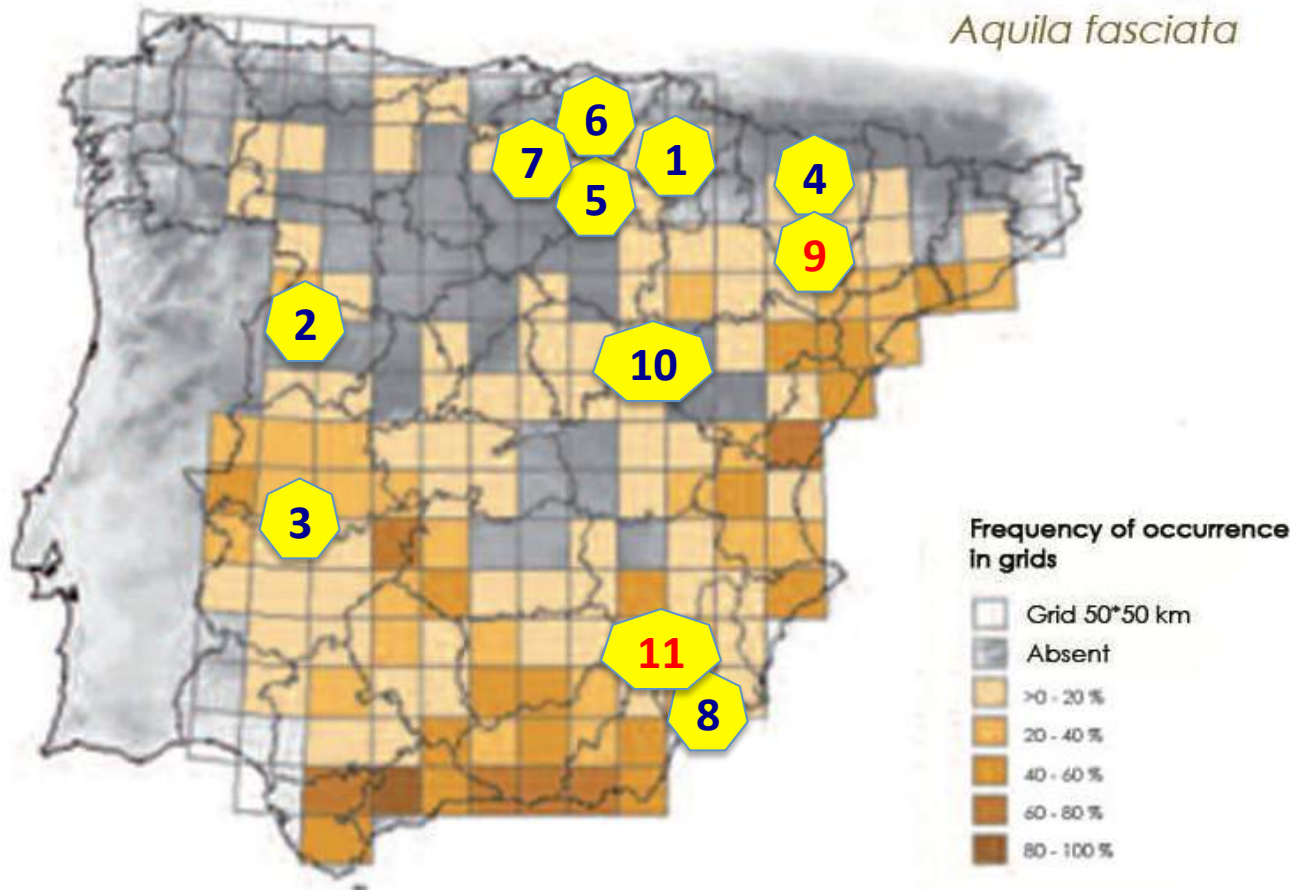 Aquila fasciata
6
7
1
5
4
9
2
10
3
11
8
Frequency of occurrence
in grids
Grid 50*50 km
Absent
>0 - 20 %
20 - 40 %
40 - 60 %
60 - 80 %
80 - 100 %